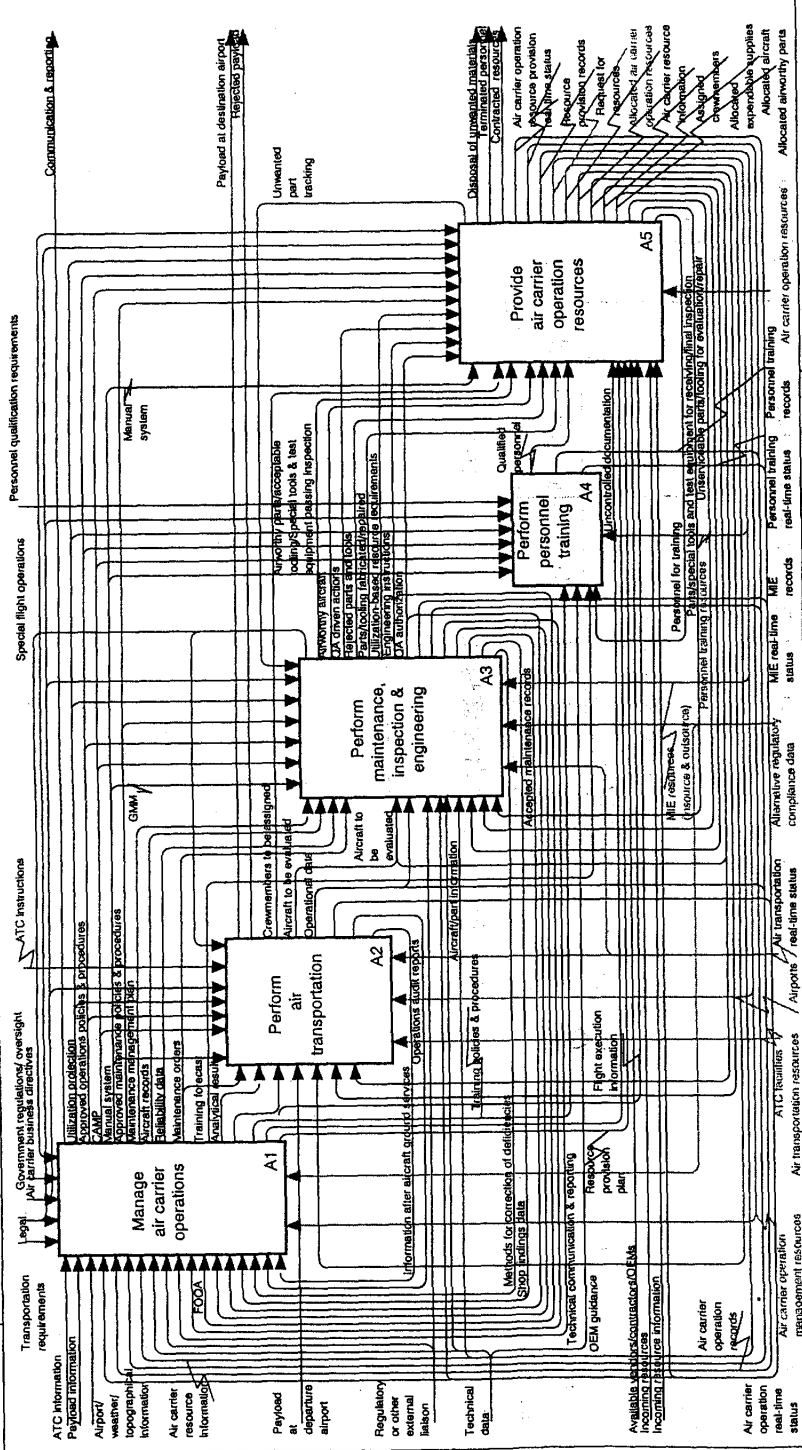 Transportation
requirements
Legal
Government regulations/ oversight
Air carrier business directives
ATC instructions
Special flight operations
Personnel qualification requirements
Communication & reporting
Payload at destination airport
Rejected payload
Unwanted
part
tracking
Manual
system
Disposal of unwanted materials
Terminated personnel
Contracted resources
Air carrier operation
resource provision
real-time status
Resource
provision records
Request for
resources
Allocated air carrier
operation resources
Air carrier resource
information
Assigned
crewmembers
Allocated
expendable supplies
Allocated aircraft
Allocated airworthy parts
ATC information
Payload information
Airport/
weather/
topographical
information
Air carrier
resource
information
FOQA
Payload
at
departure
airport
Regulatory
or other
external
liaison
Technical
data
Manage
air carrier
operations
A1
Utilization projection
Approved operations policies & procedures
CAMP
Manual system
Approved maintenance policies & procedures
Maintenance management plan
Aircraft records
Reliability data
Maintenance orders
Training forecast
Analytical results
Information after aircraft ground services
Perform
air
transportation
A2
GMM
Crewmembers to be assigned
Aircraft to be evaluated
Operational data
Aircraft to
be
evaluated
Operations audit reports
Aircraft/part information
Perform
maintenance,
inspection &
engineering
A3
Airworthy parts/acceptable
tooling/Special tools & test
equipment passing inspection
Airworthy aircraft
QA driven actions
Rejected parts and tools
Parts/tooling fabricated/repaired
Utilization-based resource requirements
Engineering instructions
OA authorization
Accepted maintenance records
Perform
personnel
training
A4
Qualified
personnel
Uncontrolled documentation
Provide
air carrier
operation
resources
A5
Methods for correction of deficiencies
Shop findings data
Training policies & procedures
Technical communication & reporting
OEM guidance
Resource
provision
plan
Flight execution
information
Personnel for training
Parts/special tools and test equipment for receiving/final inspection
Unserviceable parts/tooling for evaluation/repair
Personnel training resources
MIE resources
(insource & outsource)
Available vendors/contractors/OEMs
Incoming resources
Incoming resource information
Air carrier
operation
real-time
status
Air carrier
operation
records
Air carrier operation
management resources
ATC facilities
Air transportation resources
Airports
Air transportation
real-time status
Alternative regulatory
compliance data
MIE real-time
status
MIE
records
Personnel training
real-time status
Personnel training
records
Air carrier operation resources